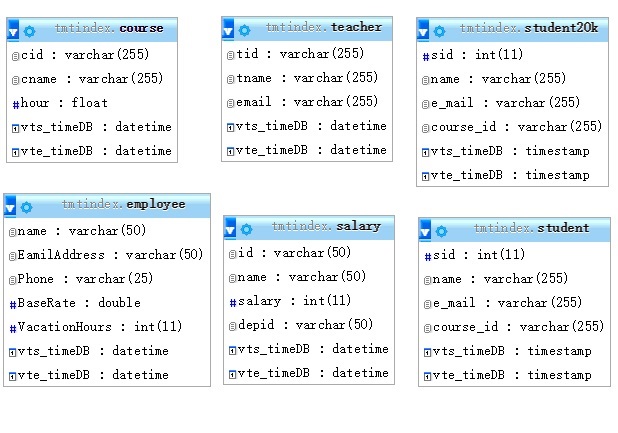 tmtindex.course
cid : varchar(255)
cname : varchar(255)
#hour : float
vts_timeDB : datetime
vte_timeDB : datetime
tmtindex.teacher
tid : varchar(255)
tname : varchar(255)
email : varchar(255)
vts_timeDB : datetime
vte_timeDB : datetime
tmtindex.student20k
#sid : int(11)
name : varchar(255)
e_mail : varchar(255)
course_id : varchar(255)
vts_timeDB : timestamp
vte_timeDB : timestamp
tmtindex.employee
name : varchar(50)
EamilAddress : varchar(50)
Phone : varchar(25)
#BaseRate : double
#VacationHours : int(11)
vts_timeDB : datetime
vte_timeDB : datetime
tmtindex.salary
id : varchar(50)
name : varchar(50)
#salary : int(11)
depid : varchar(50)
vts_timeDB : datetime
vte_timeDB : datetime
tmtindex.student
#sid : int(11)
name : varchar(255)
e_mail : varchar(255)
course_id : varchar(255)
vts_timeDB : timestamp
vte_timeDB : timestamp